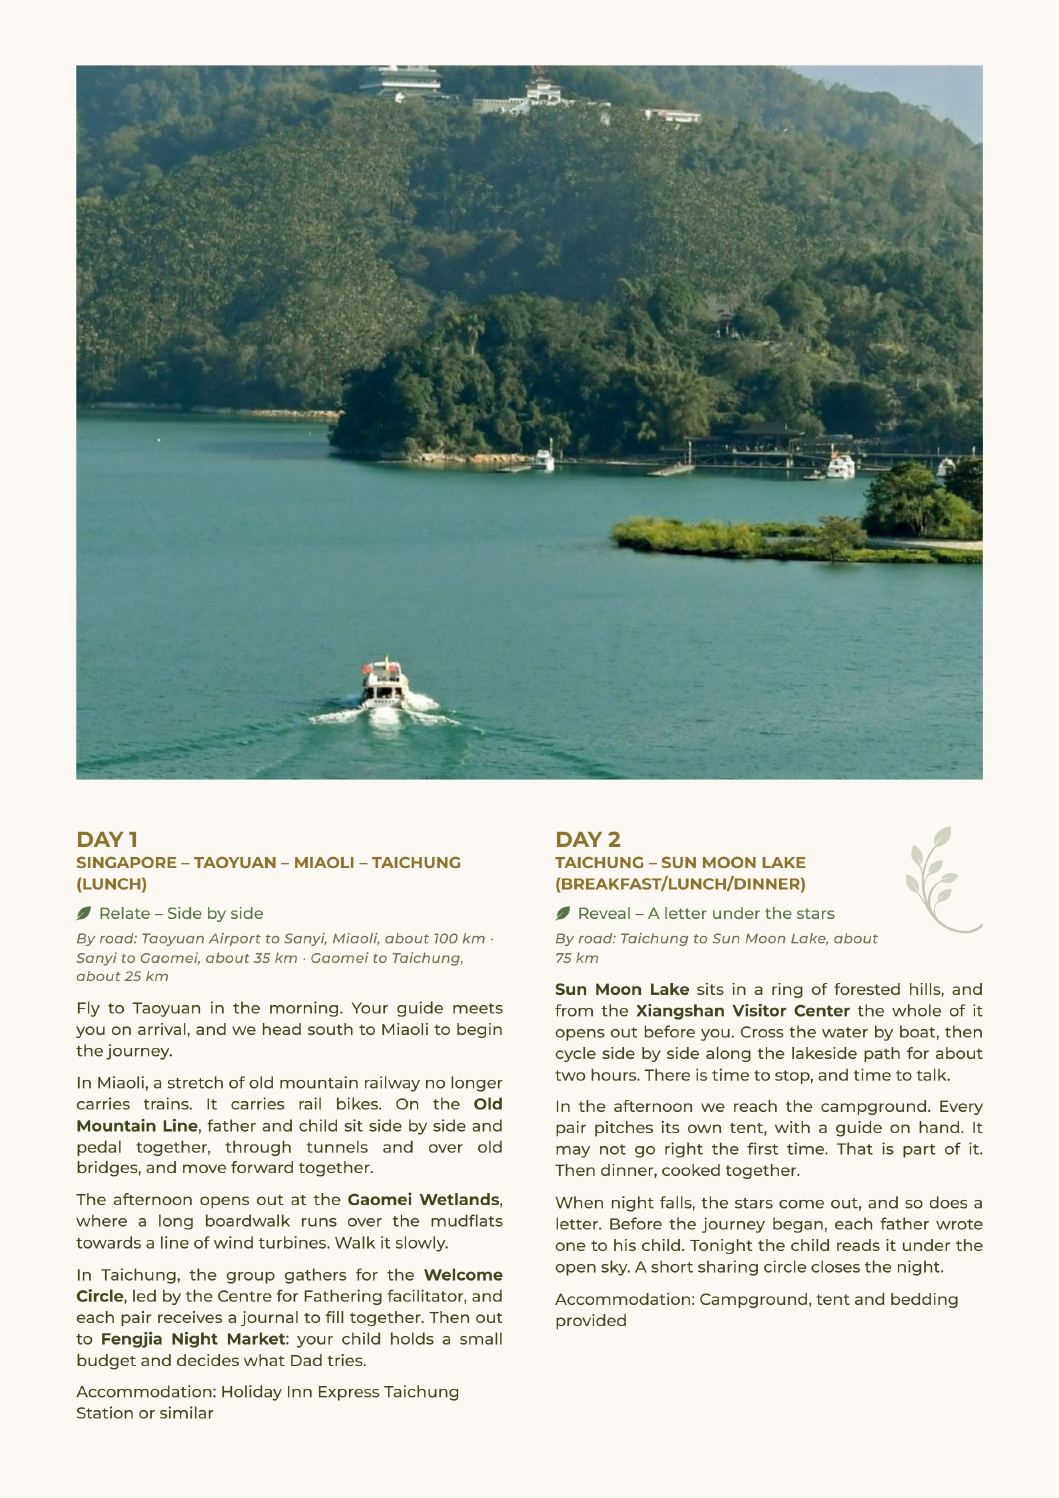 DAY 1
SINGAPORE – TAOYUAN – MIAOLI – TAICHUNG
(LUNCH)
Relate – Side by side
By road: Taoyuan Airport to Sanyi, Miaoli, about 100 km ·
Sanyi to Gaomei, about 35 km · Gaomei to Taichung,
about 25 km
Fly to Taoyuan in the morning. Your guide meets
you on arrival, and we head south to Miaoli to begin
the journey.
In Miaoli, a stretch of old mountain railway no longer
carries trains. It carries rail bikes. On the Old
Mountain Line, father and child sit side by side and
pedal together, through tunnels and over old
bridges, and move forward together.
The afternoon opens out at the Gaomei Wetlands,
where a long boardwalk runs over the mudflats
towards a line of wind turbines. Walk it slowly.
In Taichung, the group gathers for the Welcome
Circle, led by the Centre for Fathering facilitator, and
each pair receives a journal to fill together. Then out
to Fengjia Night Market: your child holds a small
budget and decides what Dad tries.
Accommodation: Holiday Inn Express Taichung
Station or similar
DAY 2
TAICHUNG – SUN MOON LAKE
(BREAKFAST/LUNCH/DINNER)
Reveal – A letter under the stars
By road: Taichung to Sun Moon Lake, about
75 km
Sun Moon Lake sits in a ring of forested hills, and
from the Xiangshan Visitor Center the whole of it
opens out before you. Cross the water by boat, then
cycle side by side along the lakeside path for about
two hours. There is time to stop, and time to talk.
In the afternoon we reach the campground. Every
pair pitches its own tent, with a guide on hand. It
may not go right the first time. That is part of it.
Then dinner, cooked together.
When night falls, the stars come out, and so does a
letter. Before the journey began, each father wrote
one to his child. Tonight the child reads it under the
open sky. A short sharing circle closes the night.
Accommodation: Campground, tent and bedding
provided